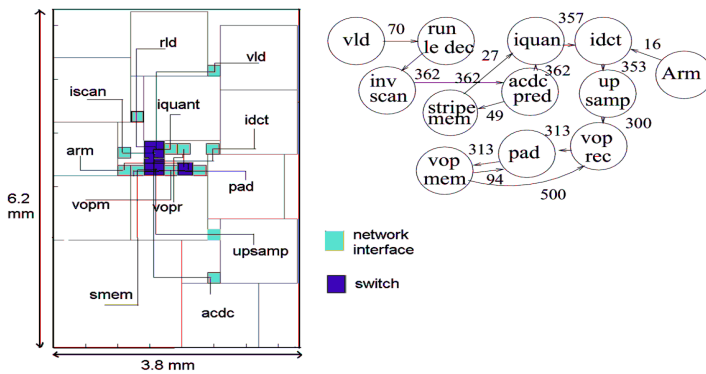 rld
vld
iscan
iquant
idct
arm
pad
vopm
vopr
upsamp
smem
acdc
6.2
mm
3.8 mm
network
interface
switch
vld
70
run
le dec
inv
scan
362
362
27
stripe
mem
49
acdc
pred
362
iquan
357
idct
16
Arm
353
up
samp
300
vop
rec
313
pad
313
94
vop
mem
500